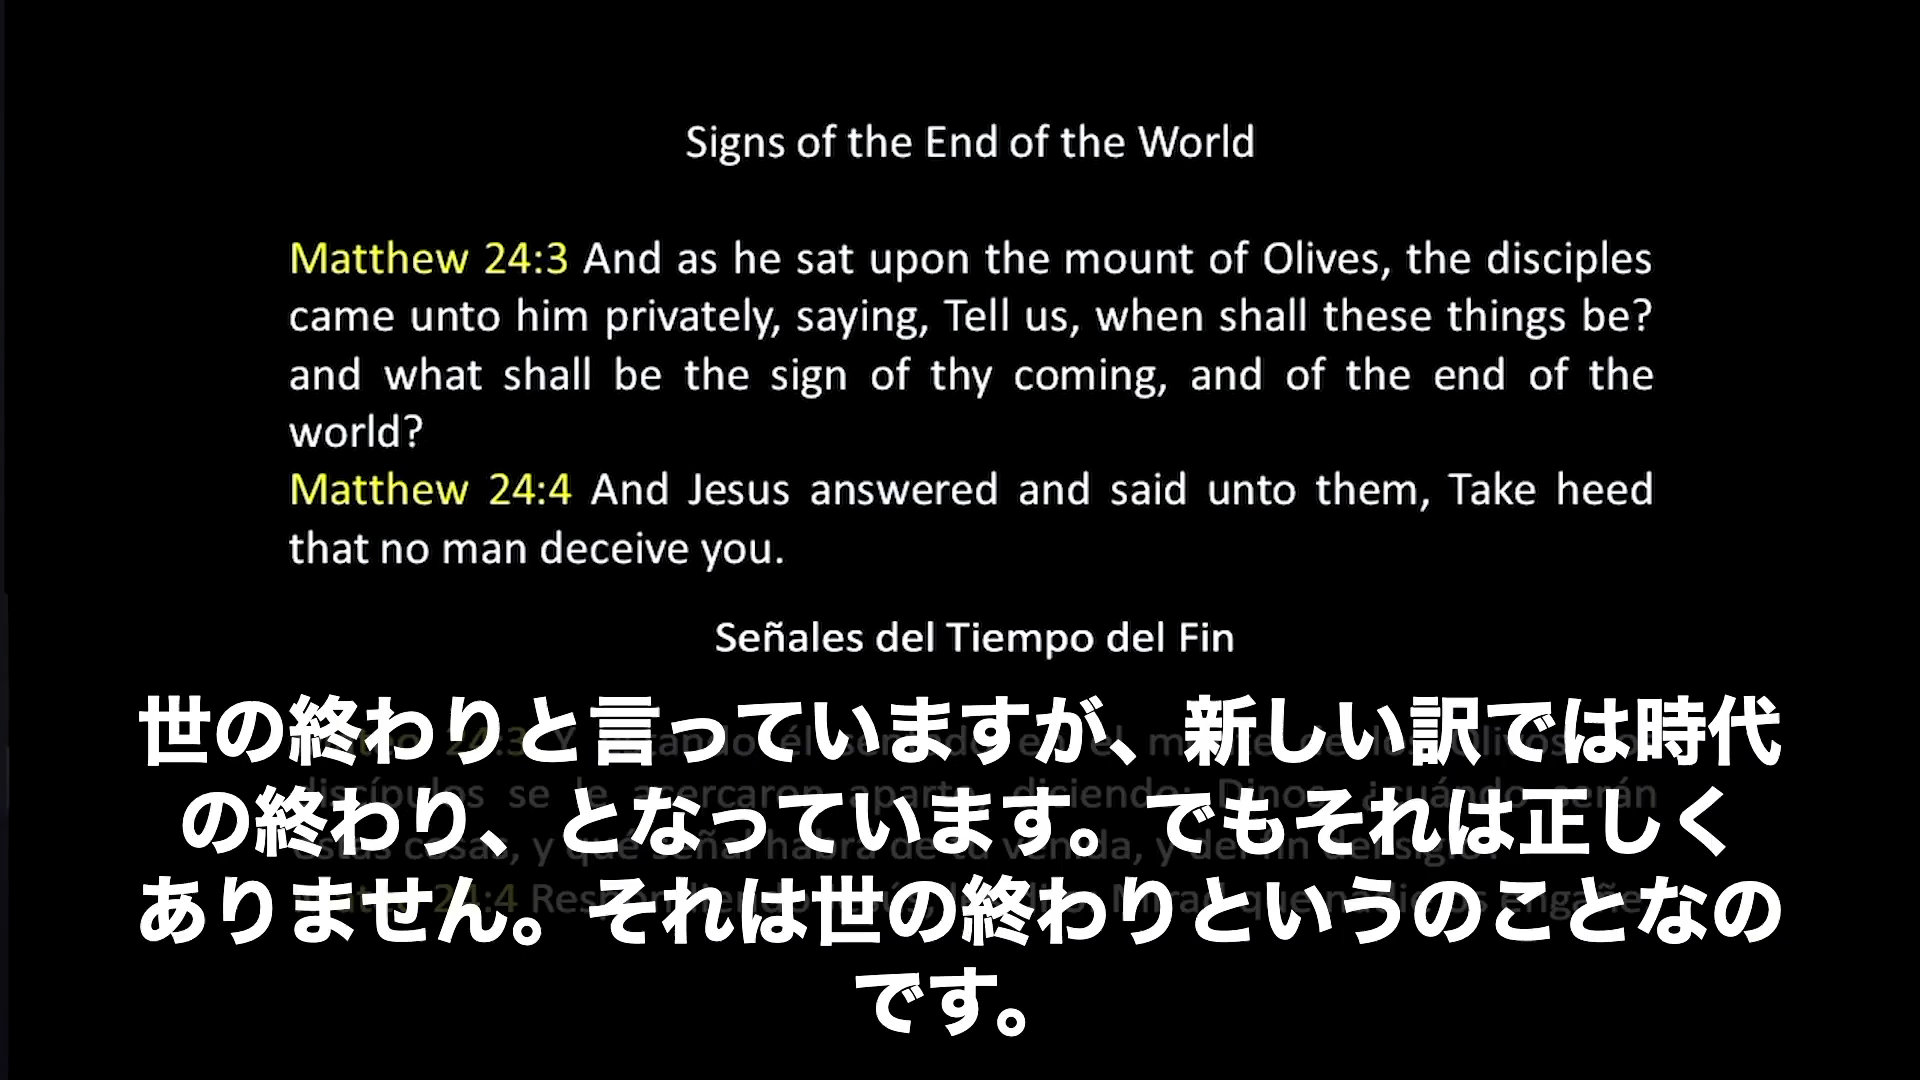 Signs of the End of the World
Matthew 24:3 And as he sat upon the mount of Olives, the disciples
came unto him privately, saying, Tell us, when shall these things be?
and what shall be the sign of thy coming, and of the end of the
world?
Matthew 24:4 And Jesus answered and said unto them, Take heed
that no man deceive you.
Señales del Tiempo del Fin
世の終わりと言っていますが、新しい訳では時代
の終わり、となっています。でもそれは正しく
ありません。それは世の終わりというのことなの
です。